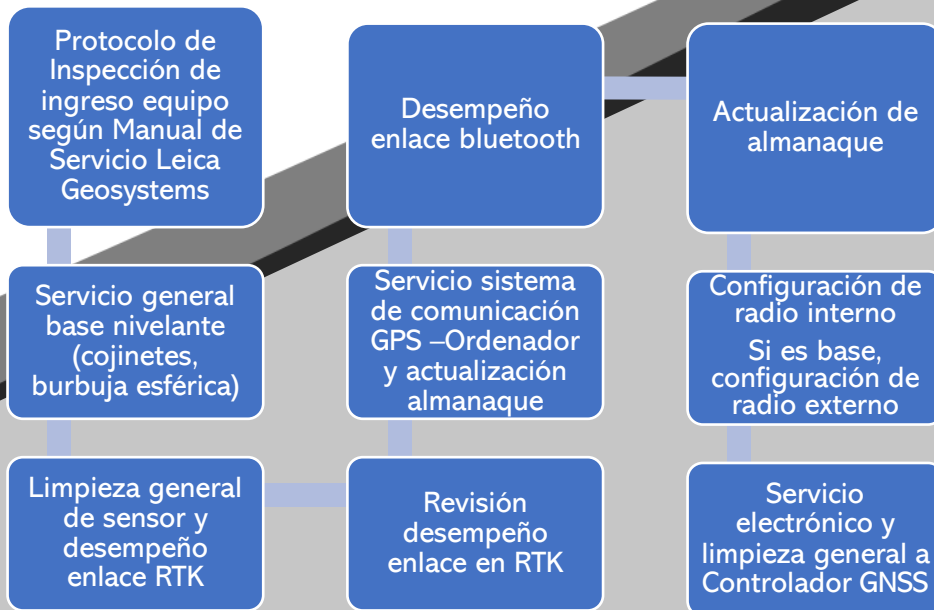 Protocolo de
Inspección de
ingreso equipo
según Manual de
Servicio Leica
Geosystems
Servicio general
base nivelante
(cojinetes,
burbuja esférica)
Limpieza general
de sensor y
desempeño
enlace RTK
Revisión
desempeño
enlace en RTK
Servicio sistema
de comunicación
GPS –Ordenador
y actualización
almanaque
Desempeño
enlace bluetooth
Actualización de
almanaque
Configuración de
radio interno
Si es base,
configuración de
radio externo
Servicio
electrónico y
limpieza general a
Controlador GNSS